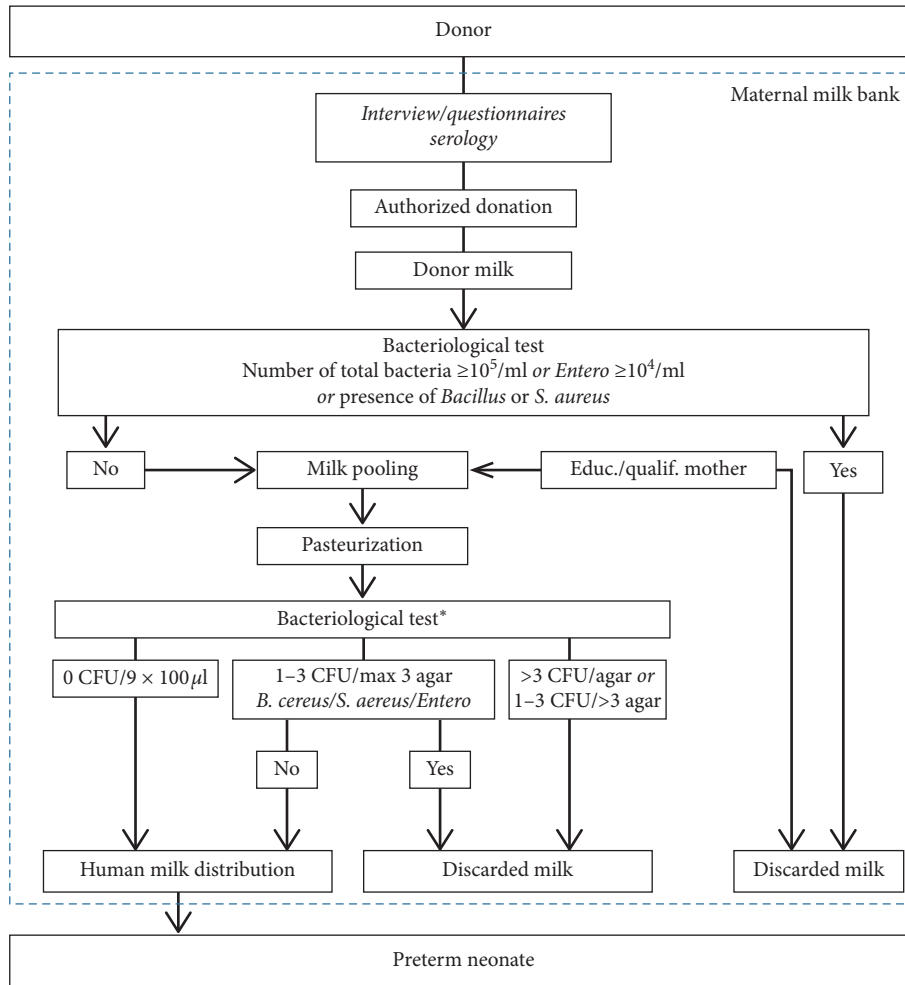 Donor
Maternal milk bank
Interview/questionnaires
serology
Authorized donation
Donor milk
Bacteriological test
Number of total bacteria ≥10⁵/ml or Entero ≥10⁴/ml
or presence of Bacillus or S. aureus
No
Milk pooling
Educ./qualif. mother
Yes
Pasteurization
Bacteriological test*
0 CFU/9 × 100 μl
1–3 CFU/max 3 agar
B. cereus/S. aereus/Entero
>3 CFU/agar or
1–3 CFU/>3 agar
No
Yes
Human milk distribution
Discarded milk
Discarded milk
Preterm neonate